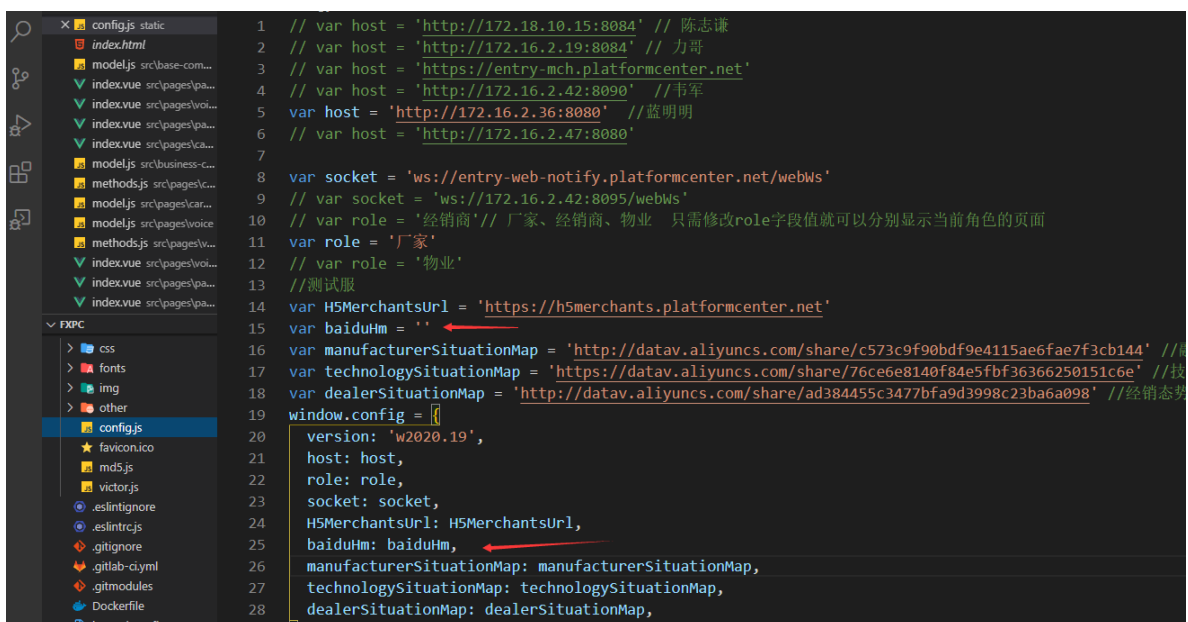 config.js static
index.html
model.js src\base-com...
index.vue src\pages\pa...
index.vue src\pages\voi...
index.vue src\pages\pa...
index.vue src\pages\ca...
model.js src\business-c...
methods.js src\pages\c...
model.js src\pages\car...
model.js src\pages\voice
methods.js src\pages\v...
index.vue src\pages\voi...
index.vue src\pages\pa...
index.vue src\pages\pa...
FXPC
css
fonts
img
other
config.js
favicon.ico
md5.js
victor.js
.eslintignore
.eslintrc.js
.gitignore
.gitlab-ci.yml
.gitmodules
Dockerfile
1 // var host = 'http://172.18.10.15:8084' // 陈志谦
2 // var host = 'http://172.16.2.19:8084' // 力哥
3 // var host = 'https://entry-mch.platformcenter.net'
4 // var host = 'http://172.16.2.42:8090' //韦军
5 var host = 'http://172.16.2.36:8080' //蓝明明
6 // var host = 'http://172.16.2.47:8080'
7
8 var socket = 'ws://entry-web-notify.platformcenter.net/webWs'
9 // var socket = 'ws://172.16.2.42:8095/webWs'
10 // var role = '经销商'// 厂家、经销商、物业 只需修改role字段值就可以分别显示当前角色的页面
11 var role = '厂家'
12 // var role = '物业'
13 //测试服
14 var H5MerchantsUrl = 'https://h5merchants.platformcenter.net'
15 var baiduHm = ''
16 var manufacturerSituationMap = 'http://datav.aliyuncs.com/share/c573c9f90bdf9e4115ae6fae7f3cb144' //
17 var technologySituationMap = 'https://datav.aliyuncs.com/share/76ce6e8140f84e5fbf36366250151c6e' //技
18 var dealerSituationMap = 'http://datav.aliyuncs.com/share/ad384455c3477bfa9d3998c23ba6a098' //经销态势
19 window.config = {
20 version: 'w2020.19',
21 host: host,
22 role: role,
23 socket: socket,
24 H5MerchantsUrl: H5MerchantsUrl,
25 baiduHm: baiduHm,
26 manufacturerSituationMap: manufacturerSituationMap,
27 technologySituationMap: technologySituationMap,
28 dealerSituationMap: dealerSituationMap,